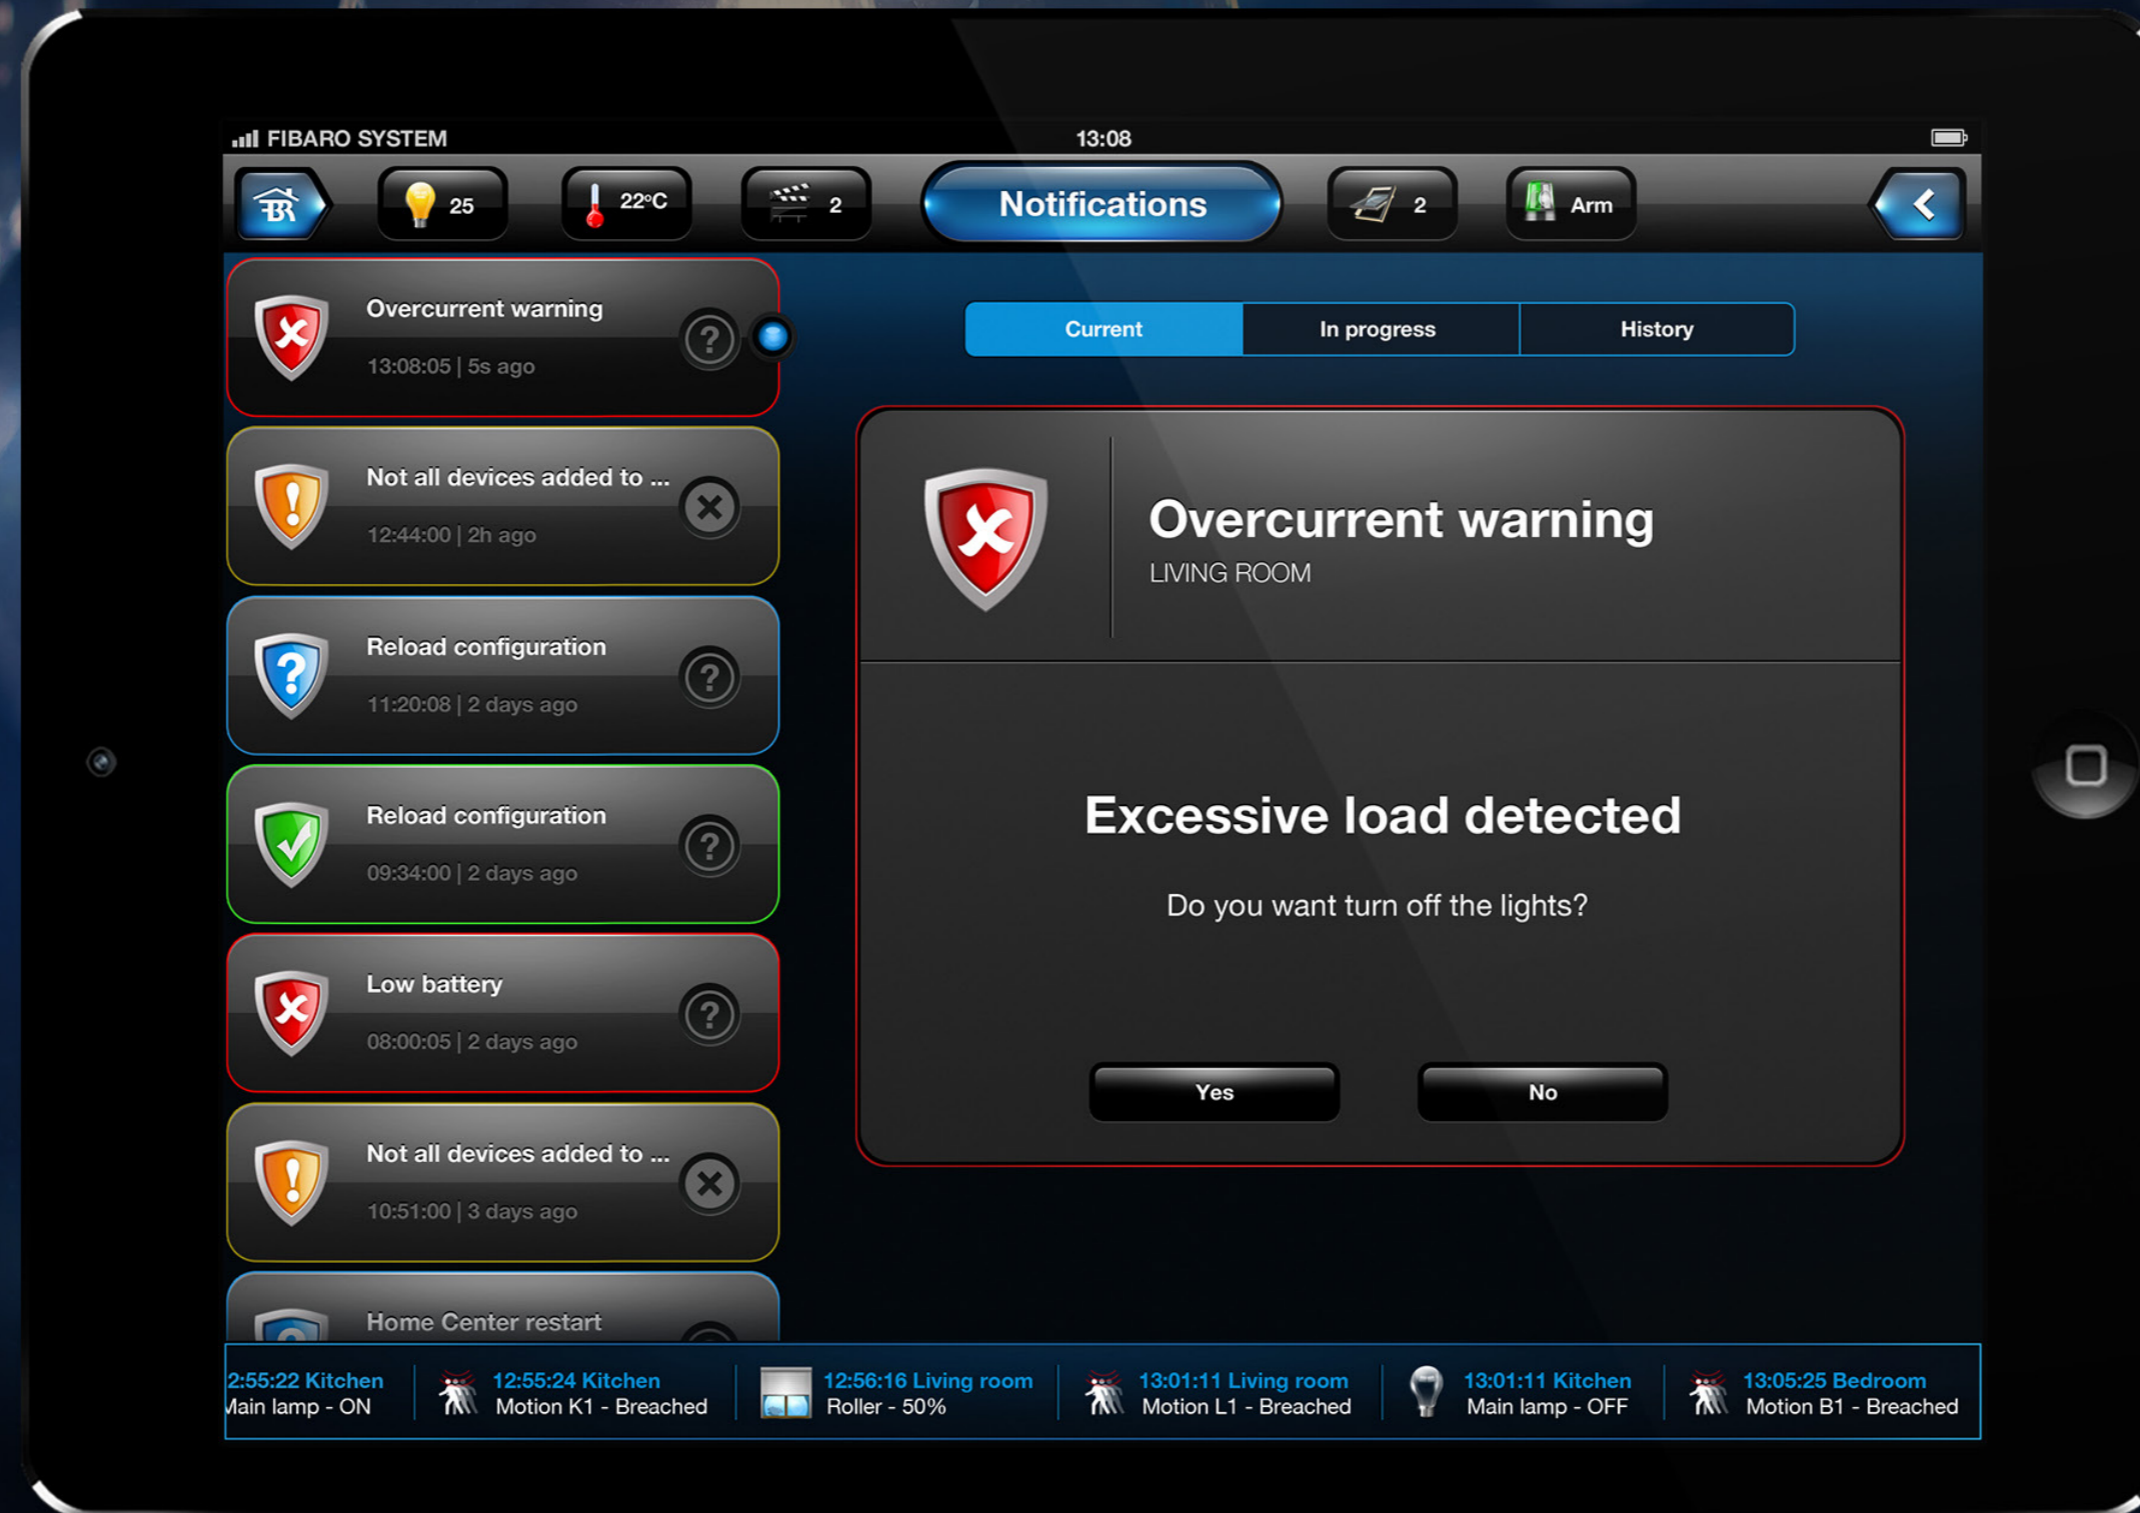 FIBARO SYSTEM
13:08
25
22°C
2
Notifications
2
Arm
Overcurrent warning
13:08:05 | 5s ago
Not all devices added to ...
12:44:00 | 2h ago
Reload configuration
11:20:08 | 2 days ago
Reload configuration
09:34:00 | 2 days ago
Low battery
08:00:05 | 2 days ago
Not all devices added to ...
10:51:00 | 3 days ago
Home Center restart
Current
In progress
History
Overcurrent warning
LIVING ROOM
Excessive load detected
Do you want turn off the lights?
Yes
No
2:55:22 Kitchen
Main lamp - ON
12:55:24 Kitchen
Motion K1 - Breached
12:56:16 Living room
Roller - 50%
13:01:11 Living room
Motion L1 - Breached
13:01:11 Kitchen
Main lamp - OFF
13:05:25 Bedroom
Motion B1 - Breached